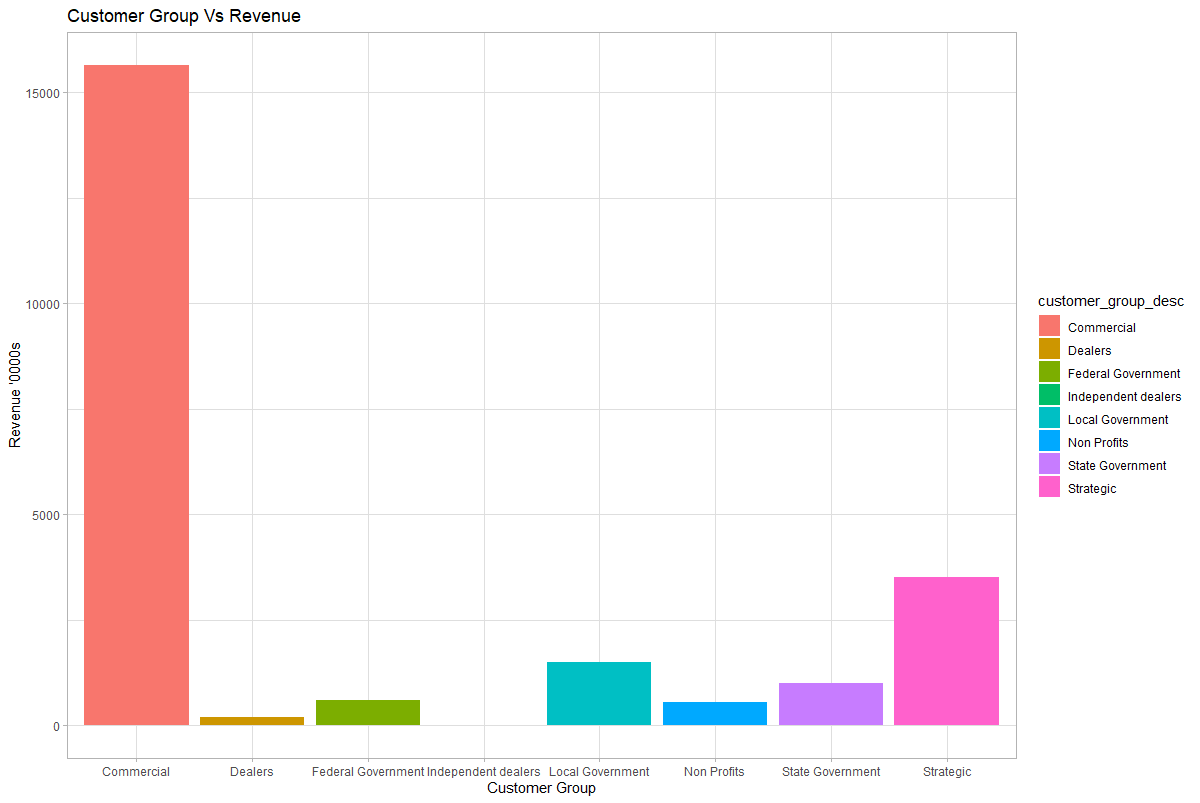 Customer Group Vs Revenue
Revenue '0000s
15000
10000
5000
0
Commercial Dealers Federal Government Independent dealers Local Government Non Profits State Government Strategic
Customer Group
customer_group_desc
Commercial
Dealers
Federal Government
Independent dealers
Local Government
Non Profits
State Government
Strategic